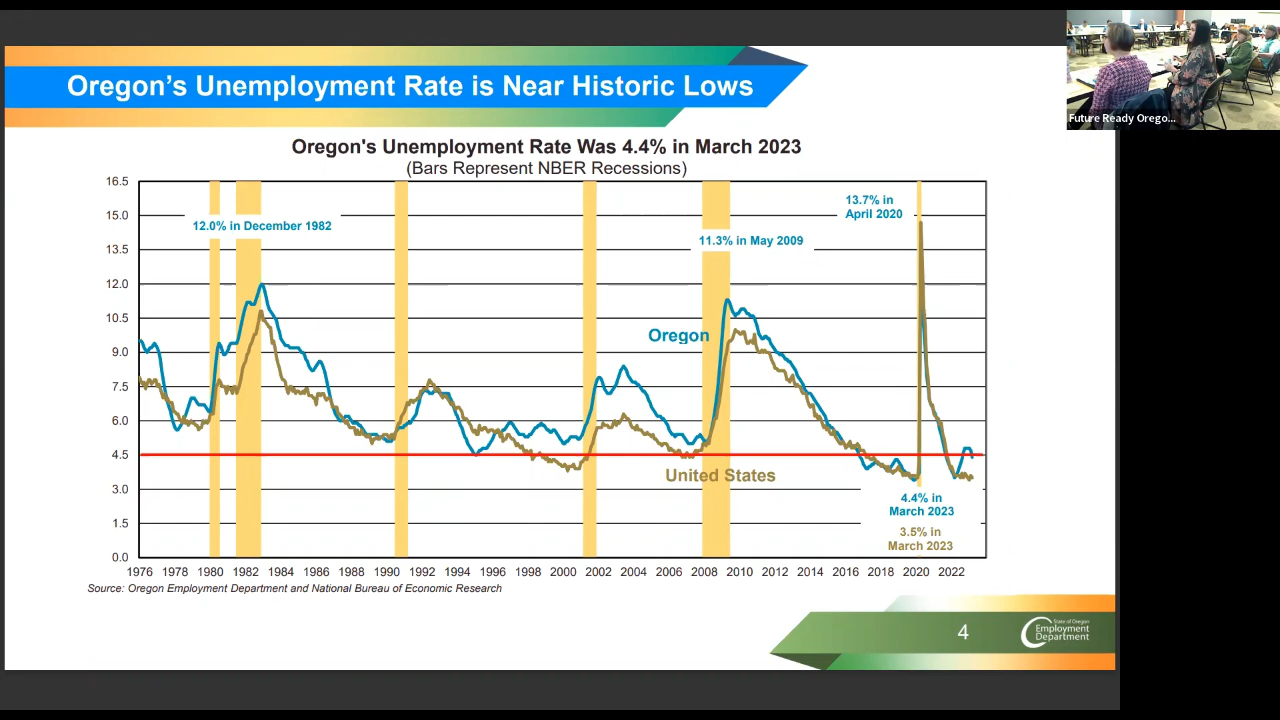 Oregon's Unemployment Rate is Near Historic Lows
Future Ready Orego...
Oregon's Unemployment Rate Was 4.4% in March 2023
(Bars Represent NBER Recessions)
16.5
15.0
13.5
12.0
10.5
9.0
7.5
6.0
4.5
3.0
1.5
0.0
12.0% in December 1982
11.3% in May 2009
13.7% in
April 2020
Oregon
United States
4.4% in
March 2023
3.5% in
March 2023
1976 1978 1980 1982 1984 1986 1988 1990 1992 1994 1996 1998 2000 2002 2004 2006 2008 2010 2012 2014 2016 2018 2020 2022
Source: Oregon Employment Department and National Bureau of Economic Research
4
State of Oregon
Employment
Department